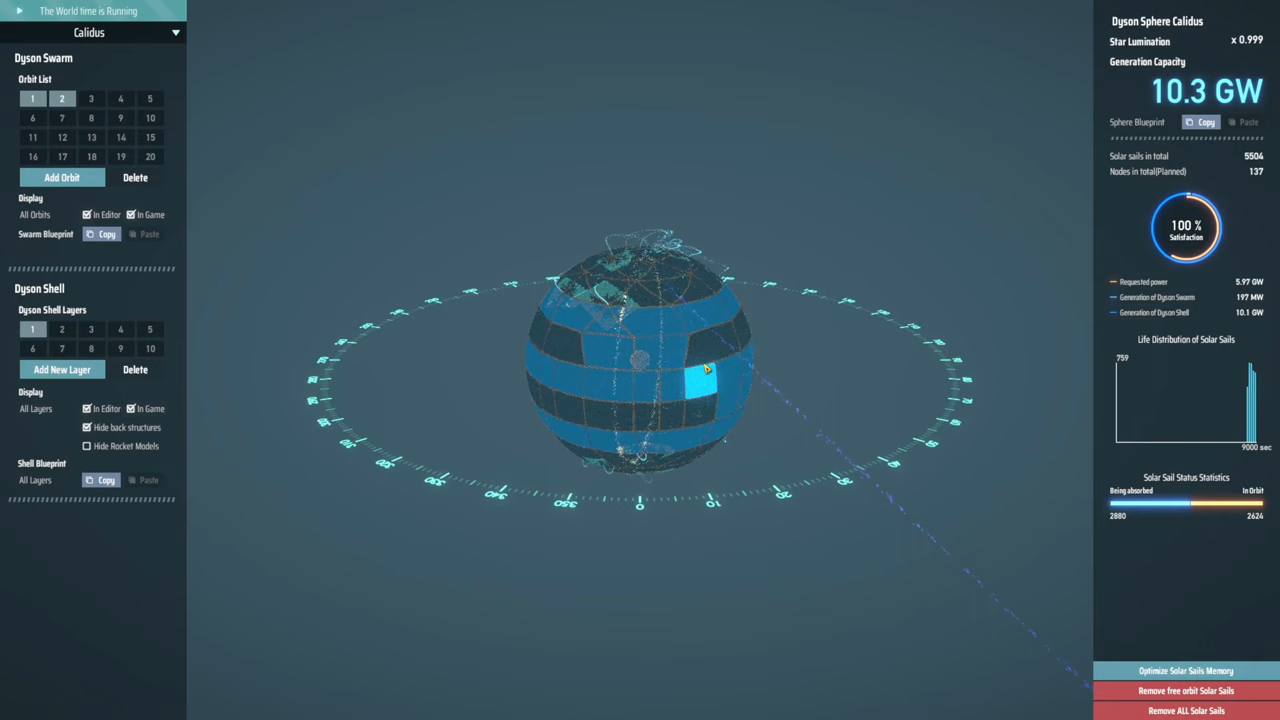 The World time is Running
Calidus
Dyson Swarm
Orbit List
1 2 3 4 5
6 7 8 9 10
11 12 13 14 15
16 17 18 19 20
Add Orbit Delete
Display
All Orbits In Editor In Game
Swarm Blueprint Copy Paste
Dyson Shell
Dyson Shell Layers
1 2 3 4 5
6 7 8 9 10
Add New Layer Delete
Display
All Layers In Editor In Game
Hide back structures
Hide Rocket Models
Shell Blueprint
All Layers Copy Paste
340 350 0 10 20 30
Dyson Sphere Calidus
Star Lumination x 0.999
Generation Capacity
10.3 GW
Sphere Blueprint Copy Paste
Solar sails in total 5504
Nodes in total(Planned) 137
100 %
Satisfaction
Requested power 5.97 GW
Generation of Dyson Swarm 197 MW
Generation of Dyson Shell 10.1 GW
Life Distribution of Solar Sails
759
9000 sec
Solar Sail Status Statistics
Being absorbed In Orbit
2880 2624
Optimize Solar Sails Memory
Remove free orbit Solar Sails
Remove ALL Solar Sails